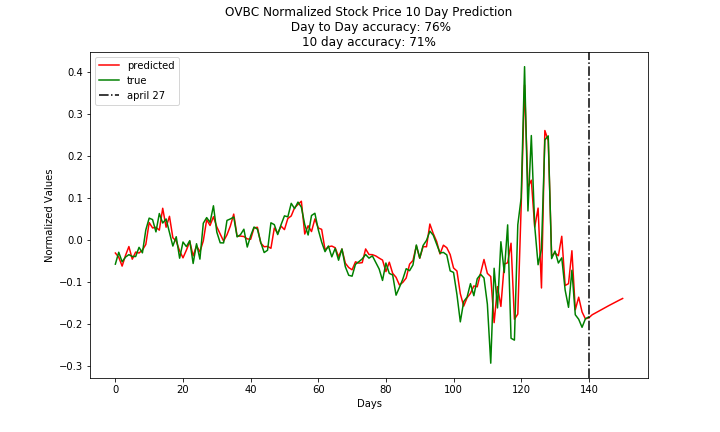 OVBC Normalized Stock Price 10 Day Prediction
Day to Day accuracy: 76%
10 day accuracy: 71%
predicted
true
april 27
Normalized Values
0.4
0.3
0.2
0.1
0.0
−0.1
−0.2
−0.3
0 20 40 60 80 100 120 140
Days